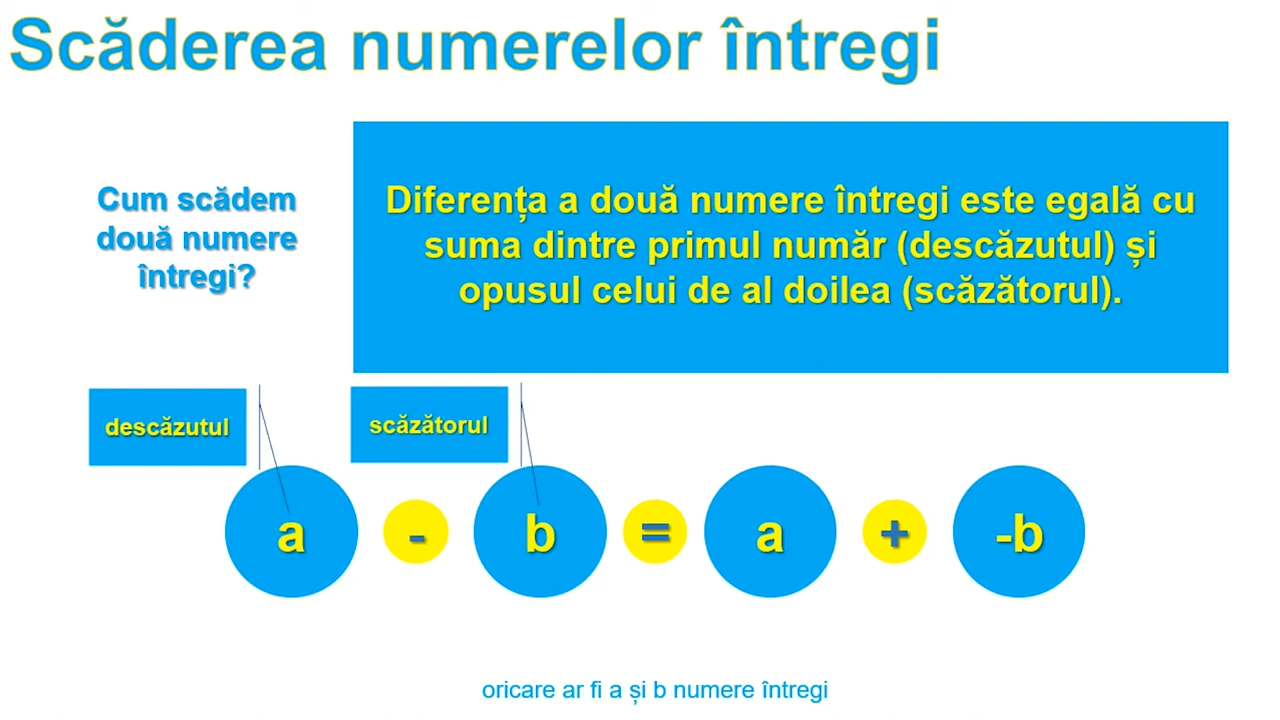 Scăderea numerelor întregi
Cum scădem
două numere
întregi?
Diferența a două numere întregi este egală cu
suma dintre primul număr (descăzutul) și
opusul celui de al doilea (scăzătorul).
descăzutul
scăzătorul
a - b = a + -b
oricare ar fi a și b numere întregi